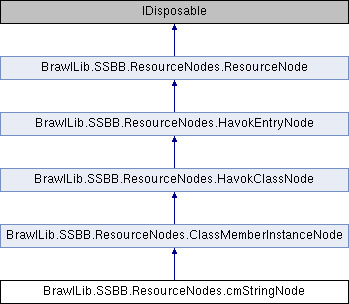 IDisposable
BrawlLib.SSBB.ResourceNodes.ResourceNode
BrawlLib.SSBB.ResourceNodes.HavokEntryNode
BrawlLib.SSBB.ResourceNodes.HavokClassNode
BrawlLib.SSBB.ResourceNodes.ClassMemberInstanceNode
BrawlLib.SSBB.ResourceNodes.cmStringNode